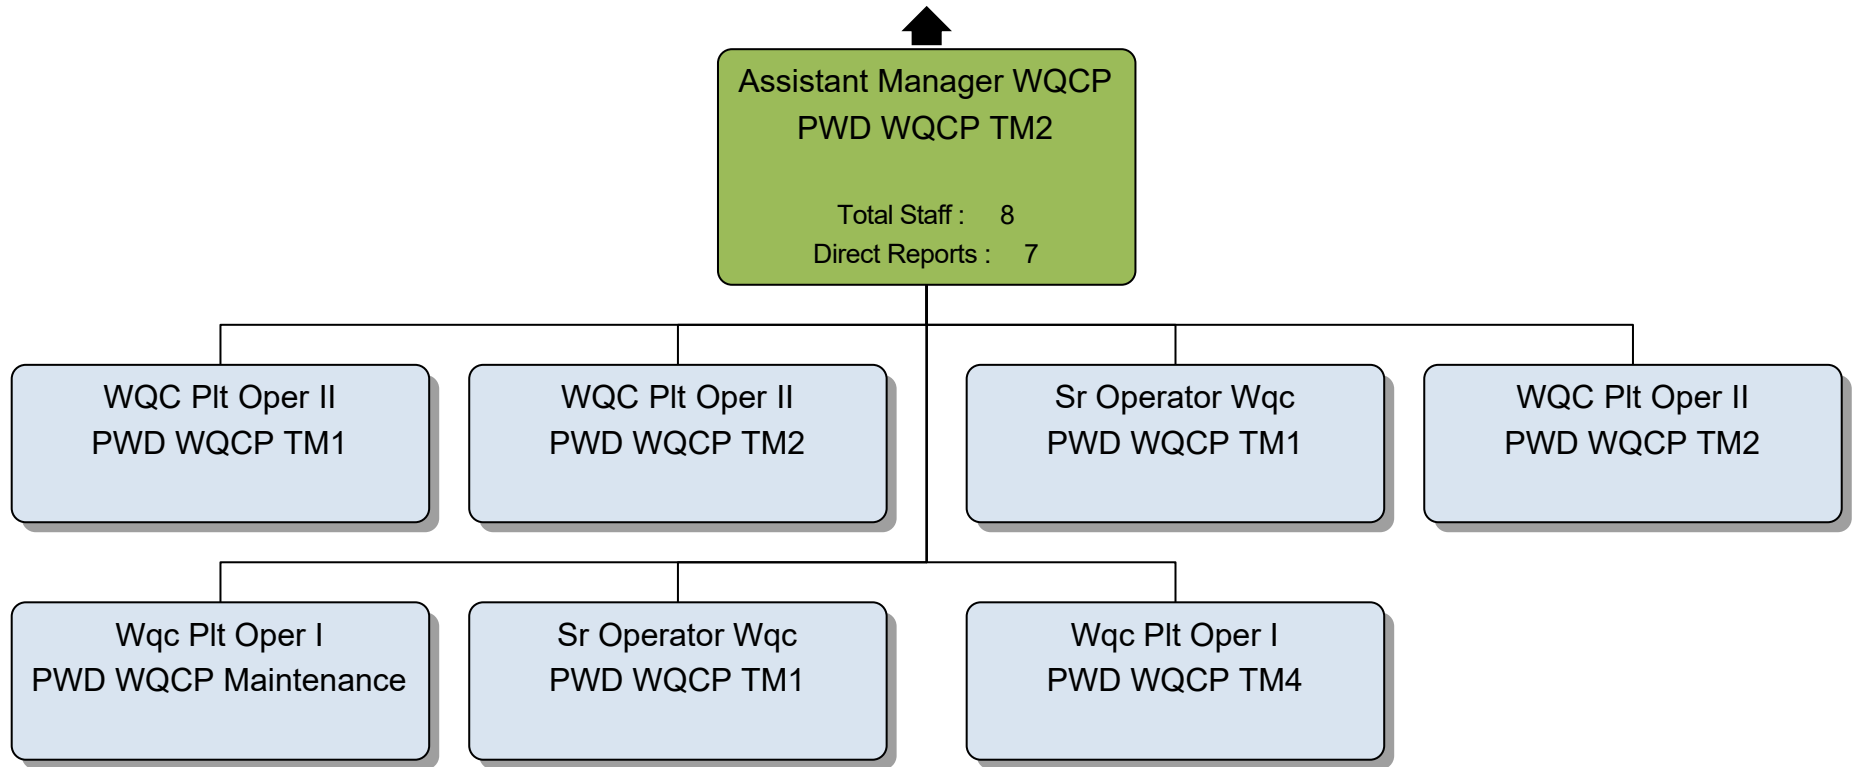 Assistant Manager WQCP
PWD WQCP TM2
Total Staff : 8
Direct Reports : 7
WQC Plt Oper II
PWD WQCP TM1
WQC Plt Oper II
PWD WQCP TM2
Sr Operator Wqc
PWD WQCP TM1
WQC Plt Oper II
PWD WQCP TM2
Wqc Plt Oper I
PWD WQCP Maintenance
Sr Operator Wqc
PWD WQCP TM1
Wqc Plt Oper I
PWD WQCP TM4